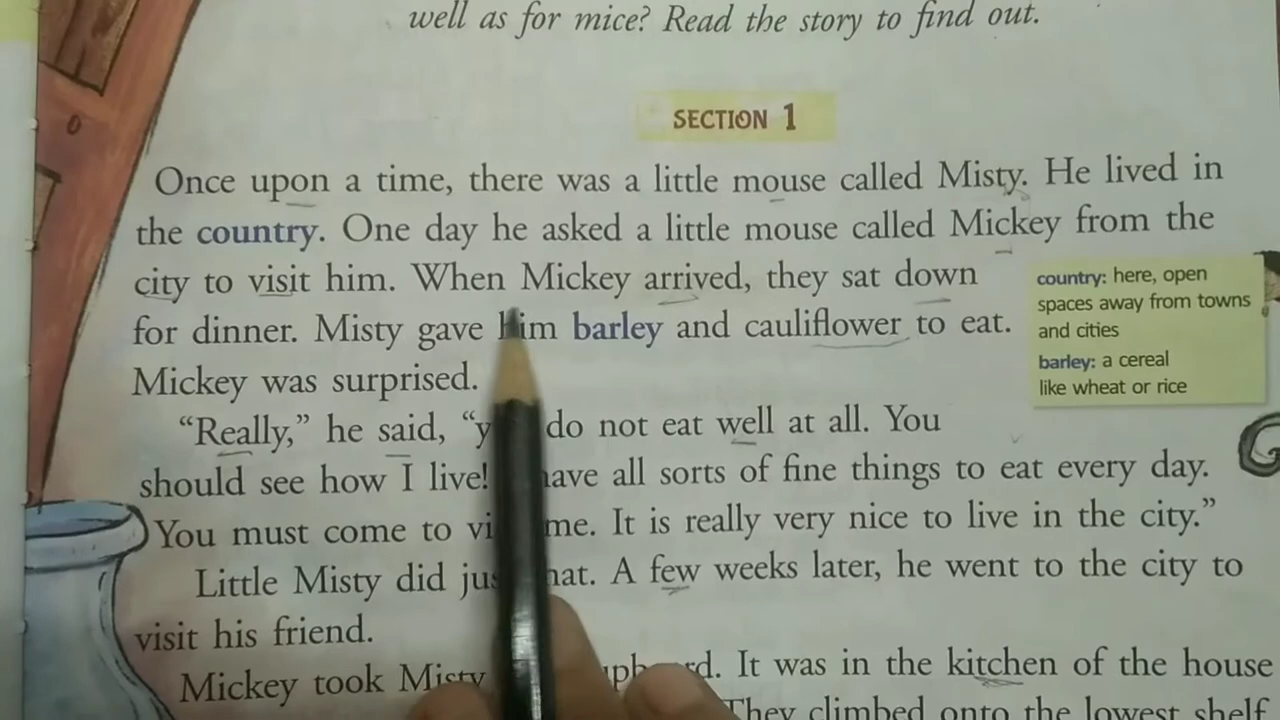 well as for mice? Read the story to find out.
SECTION 1
Once upon a time, there was a little mouse called Misty. He lived in
the country. One day he asked a little mouse called Mickey from the
city to visit him. When Mickey arrived, they sat down
for dinner. Misty gave him barley and cauliflower to eat.
Mickey was surprised.
"Really," he said, "y do not eat well at all. You
should see how I live! have all sorts of fine things to eat every day.
You must come to vi me. It is really very nice to live in the city."
Little Misty did jus hat. A few weeks later, he went to the city to
visit his friend.
Mickey took Misty rd. It was in the kitchen of the house
They climbed onto the lowest shelf
country: here, open
spaces away from towns
and cities
barley: a cereal
like wheat or rice